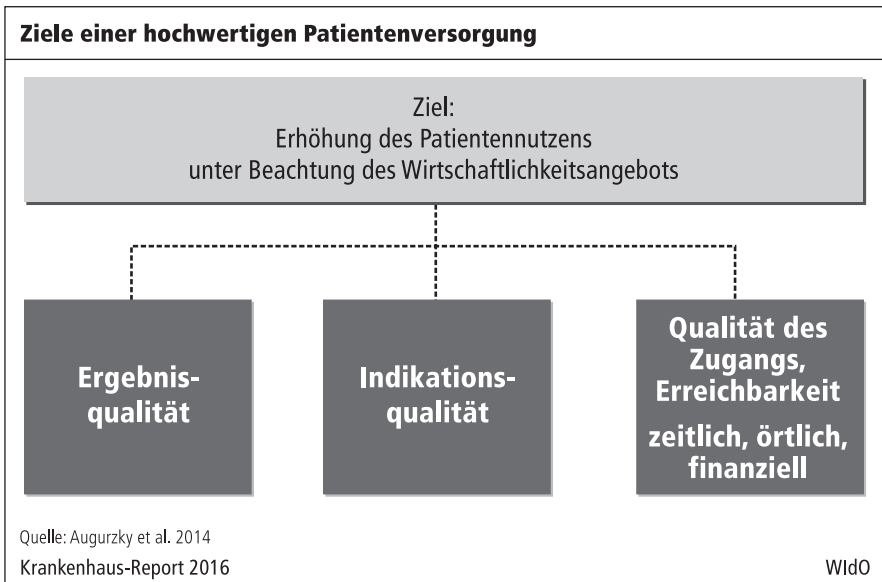 Ziele einer hochwertigen Patientenversorgung
Ziel:
Erhöhung des Patientennutzens
unter Beachtung des Wirtschaftlichkeitsangebots
Ergebnis-
qualität
Indikations-
qualität
Qualität des
Zugangs,
Erreichbarkeit
zeitlich, örtlich,
finanziell
Quelle: Augurzky et al. 2014
Krankenhaus-Report 2016
WIdO